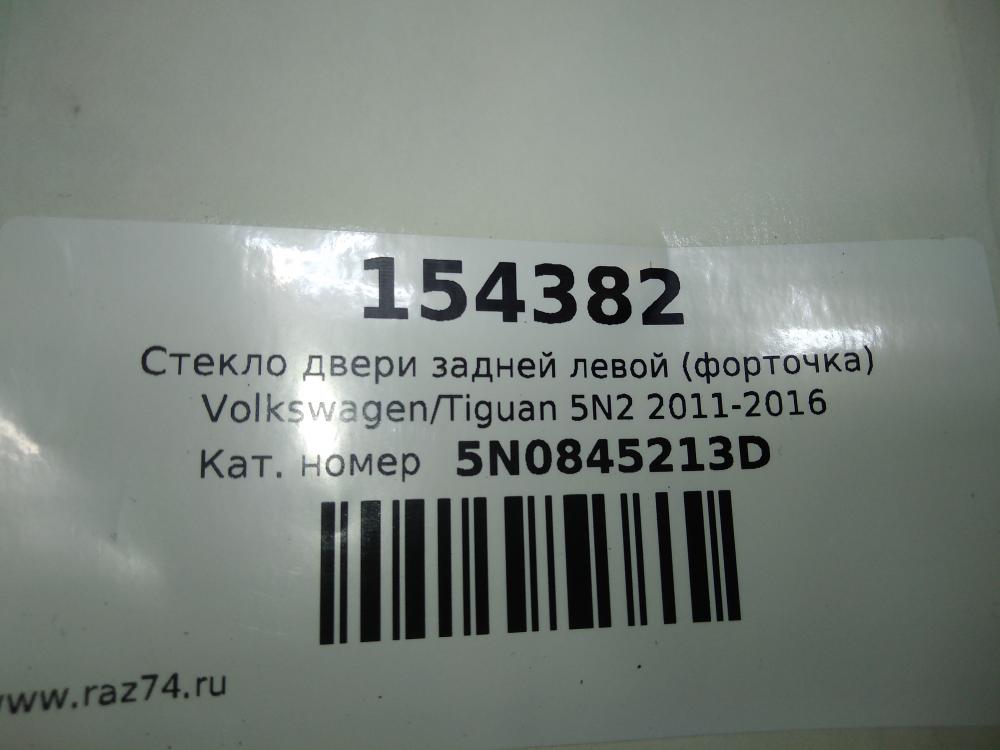 154382
Стекло двери задней левой (форточка)
Volkswagen/Tiguan 5N2 2011-2016
Кат. номер 5N0845213D
www.raz74.ru